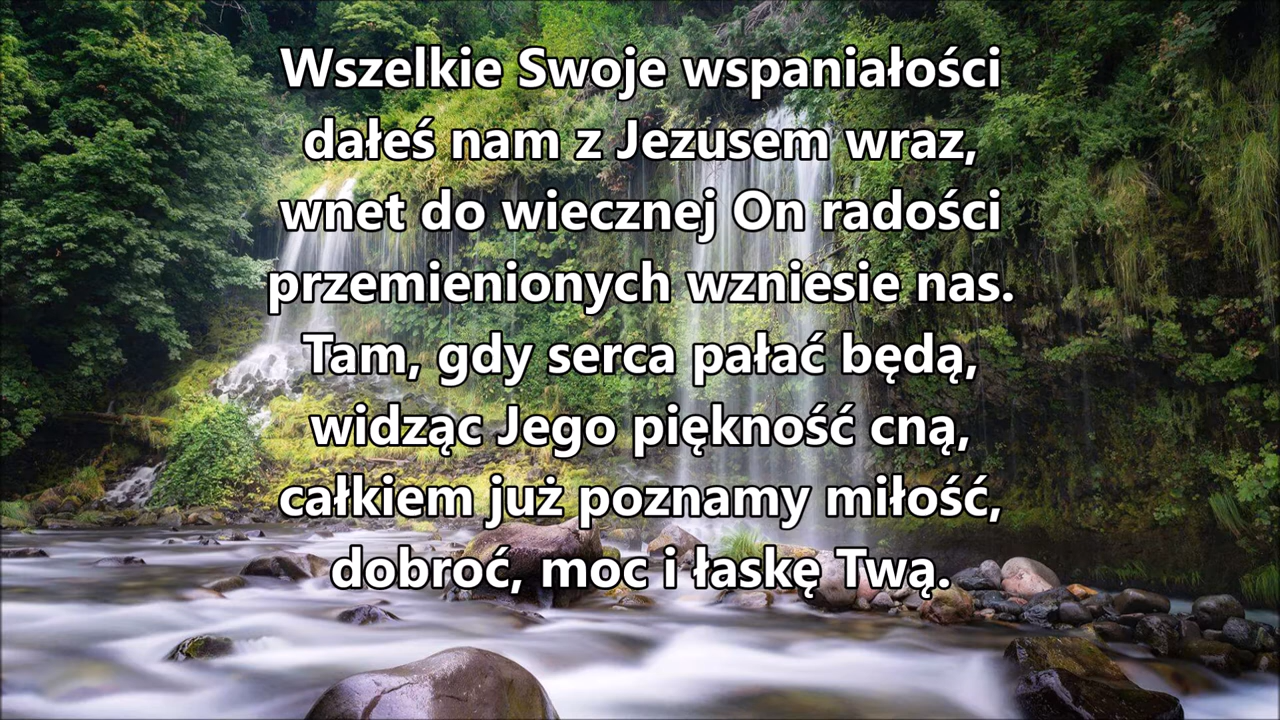 Wszelkie Swoje wspaniałości
dałeś nam z Jezusem wraz,
wnet do wiecznej On radości
przemienionych wzniesie nas.
Tam, gdy serca pałać będą,
widząc Jego piękność cną,
całkiem już poznamy miłość,
dobroć, moc i łaskę Twą.